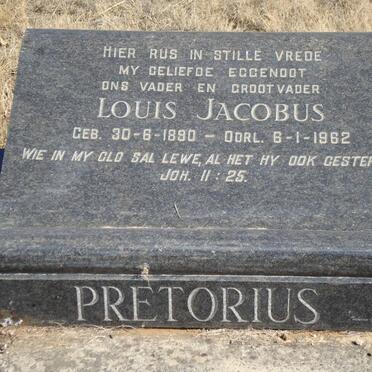 HIER RUS IN STILLE VREDE
MY GELIEFDE EGGENOOT
ONS VADER EN GROOTVADER
LOUIS JACOBUS
GEB. 30-6-1890 – OORL. 6-1-1962
WIE IN MY GLO SAL LEWE, AL HET HY OOK GESTER
JOH. 11:25.
PRETORIUS